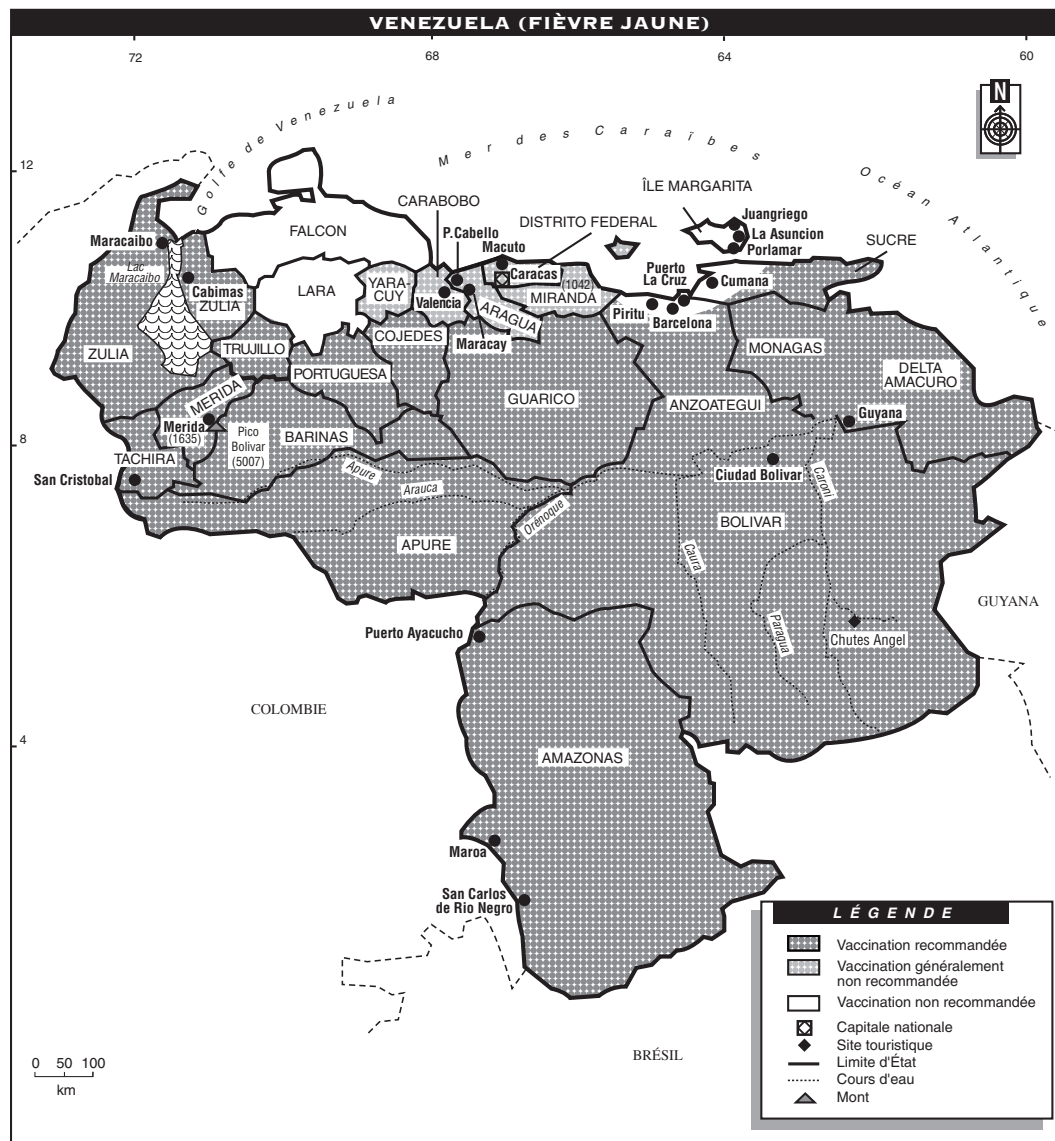 VENEZUELA (FIÈVRE JAUNE)
72
68
64
60
12
8
4
N
Golfe de Venezuela
Mer des Caraïbes
Océan Atlantique
ÎLE MARGARITA
CARABOBO
P.Cabello
DISTRITO FEDERAL
Macuto
Juangriego
La Asuncion
Porlamar
SUCRE
Maracaibo
Lac
Maracaibo
FALCON
Caracas
Puerto
La Cruz
Cumana
Cabimas
ZULIA
LARA
YARA-
CUY
Valencia
(1042)
MIRANDA
ARAGUA
Piritu
Barcelona
ZULIA
TRUJILLO
COJEDES
Maracay
MONAGAS
PORTUGUESA
DELTA
AMACURO
MERIDA
GUARICO
ANZOATEGUI
Merida
(1635)
Pico
Bolivar
(5007)
BARINAS
Guyana
TACHIRA
San Cristobal
Apure
Arauca
Orénoque
Ciudad Bolivar
Caroni
BOLIVAR
APURE
Caura
Paragua
GUYANA
Puerto Ayacucho
Chutes Angel
COLOMBIE
AMAZONAS
Maroa
San Carlos
de Rio Negro
BRÉSIL
0 50 100
km
LÉGENDE
Vaccination recommandée
Vaccination généralement
non recommandée
Vaccination non recommandée
Capitale nationale
Site touristique
Limite d'État
Cours d'eau
Mont